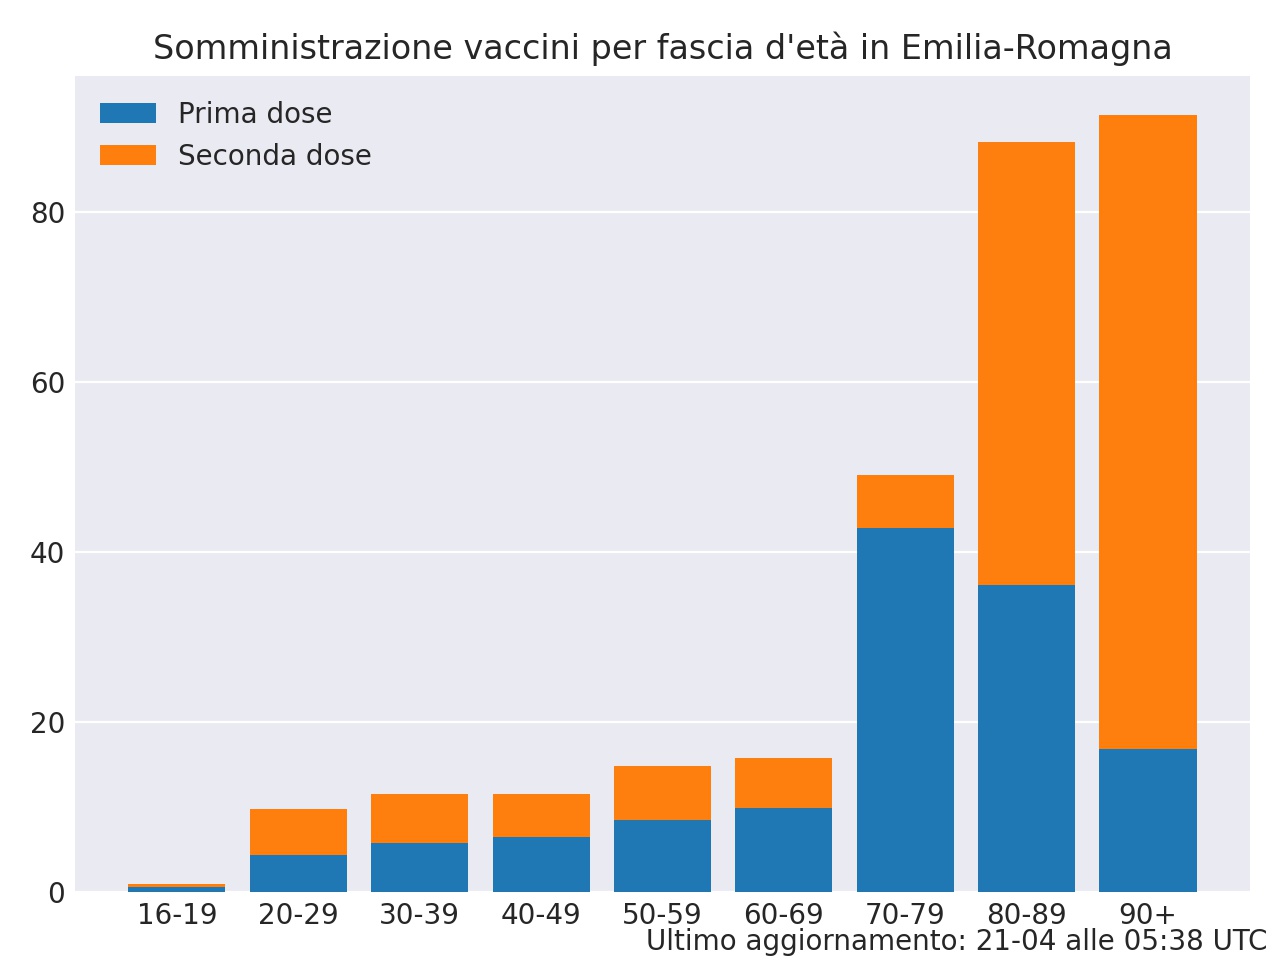 Somministrazione vaccini per fascia d'età in Emilia-Romagna
Prima dose
Seconda dose
80
60
40
20
0
16-19 20-29 30-39 40-49 50-59 60-69 70-79 80-89 90+
Ultimo aggiornamento: 21-04 alle 05:38 UTC